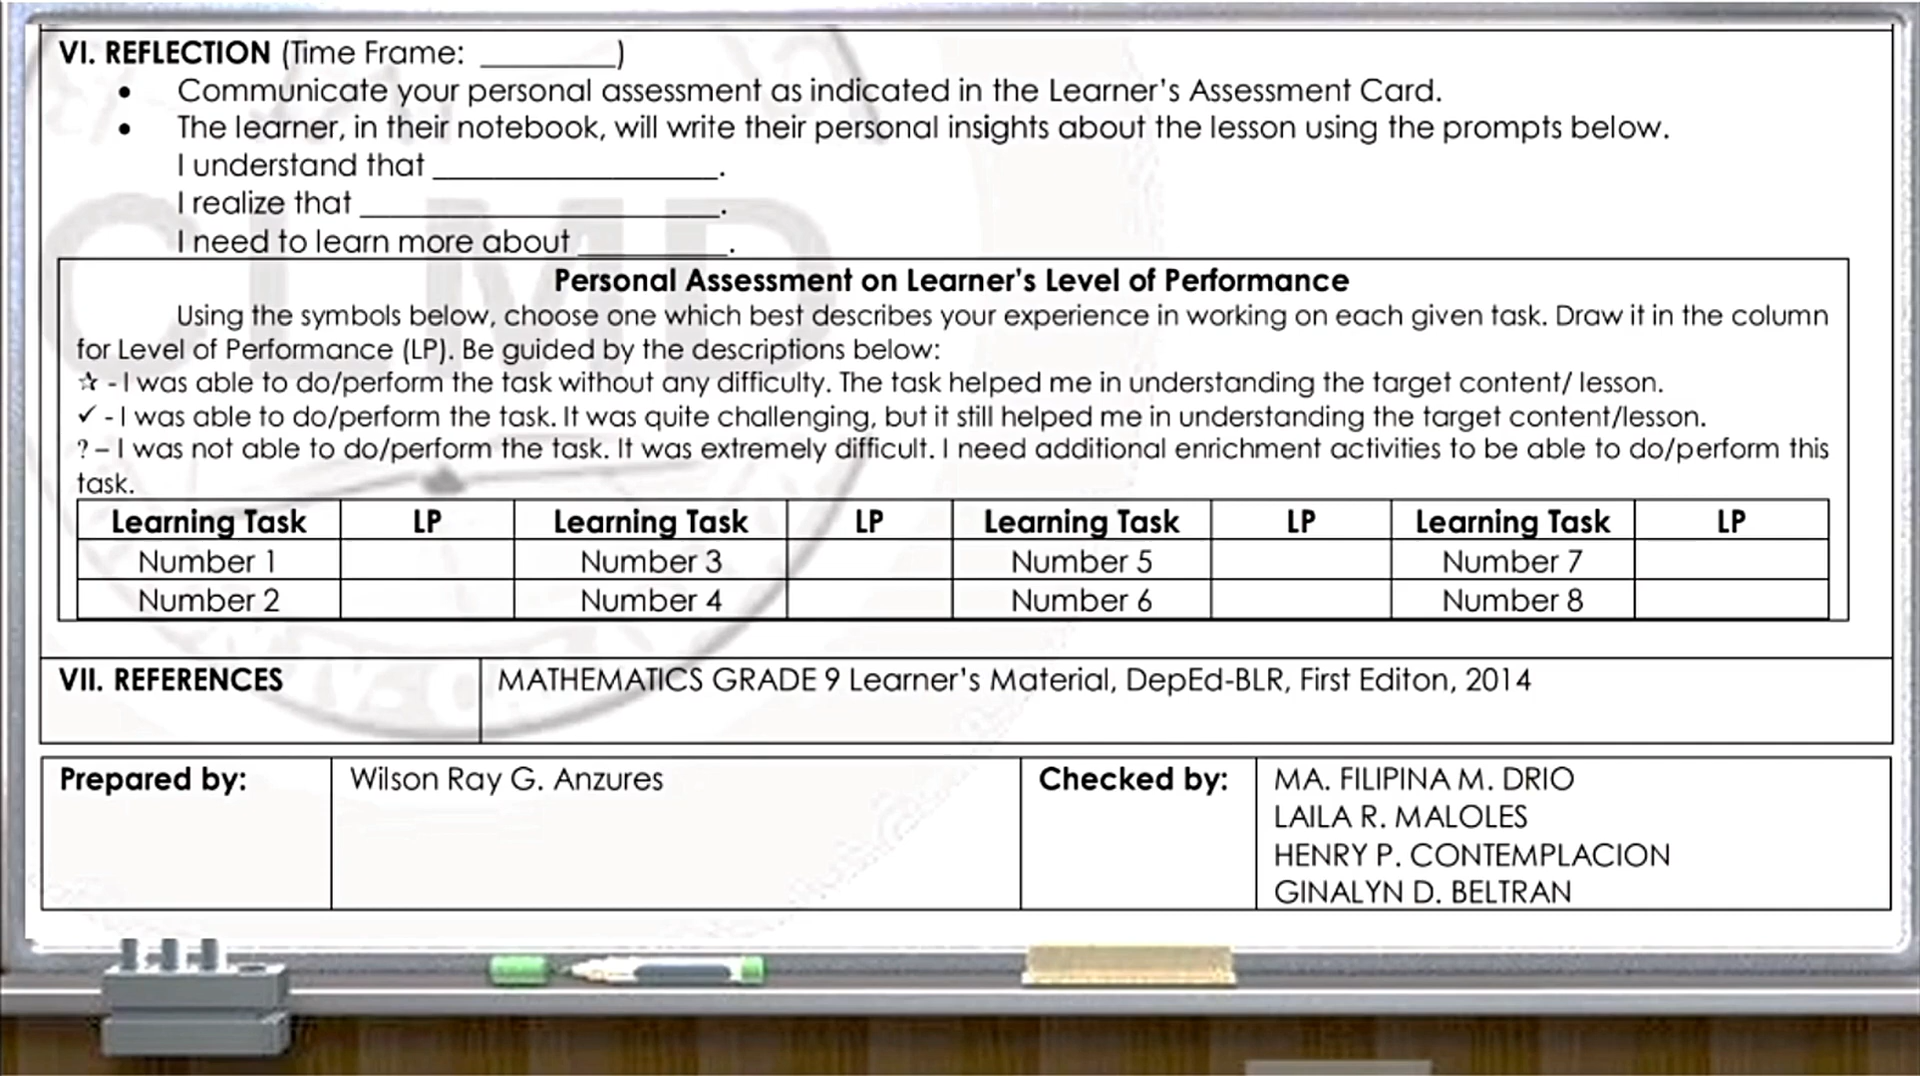 VI. REFLECTION (Time Frame: ________)
• Communicate your personal assessment as indicated in the Learner's Assessment Card.
• The learner, in their notebook, will write their personal insights about the lesson using the prompts below.
I understand that _________________.
I realize that _____________________.
I need to learn more about _________.
Personal Assessment on Learner's Level of Performance
Using the symbols below, choose one which best describes your experience in working on each given task. Draw it in the column
for Level of Performance (LP). Be guided by the descriptions below:
☆ - I was able to do/perform the task without any difficulty. The task helped me in understanding the target content/ lesson.
✓ - I was able to do/perform the task. It was quite challenging, but it still helped me in understanding the target content/lesson.
? – I was not able to do/perform the task. It was extremely difficult. I need additional enrichment activities to be able to do/perform this
task.
Learning Task LP Learning Task LP Learning Task LP Learning Task LP
Number 1 Number 3 Number 5 Number 7
Number 2 Number 4 Number 6 Number 8
VII. REFERENCES MATHEMATICS GRADE 9 Learner's Material, DepEd-BLR, First Editon, 2014
Prepared by: Wilson Ray G. Anzures Checked by: MA. FILIPINA M. DRIO
LAILA R. MALOLES
HENRY P. CONTEMPLACION
GINALYN D. BELTRAN
CLMD